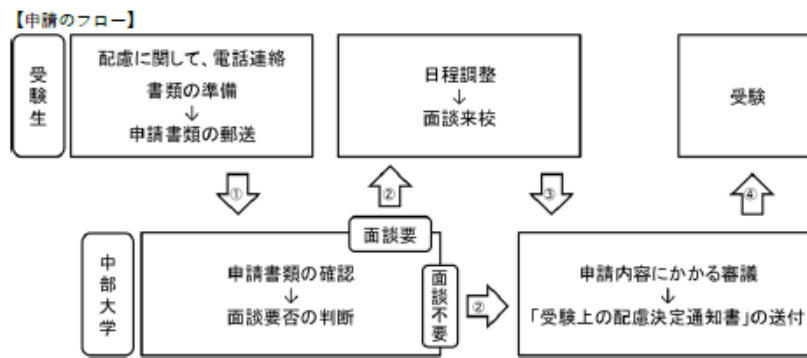 【申請のフロー】
受験生
配慮に関して、電話連絡
書類の準備
↓
申請書類の郵送
日程調整
↓
面談来校
受験
①
②
③
④
中部大学
面談要
申請書類の確認
↓
面談要否の判断
面談不要
②
申請内容にかかる審議
↓
「受験上の配慮決定通知書」の送付